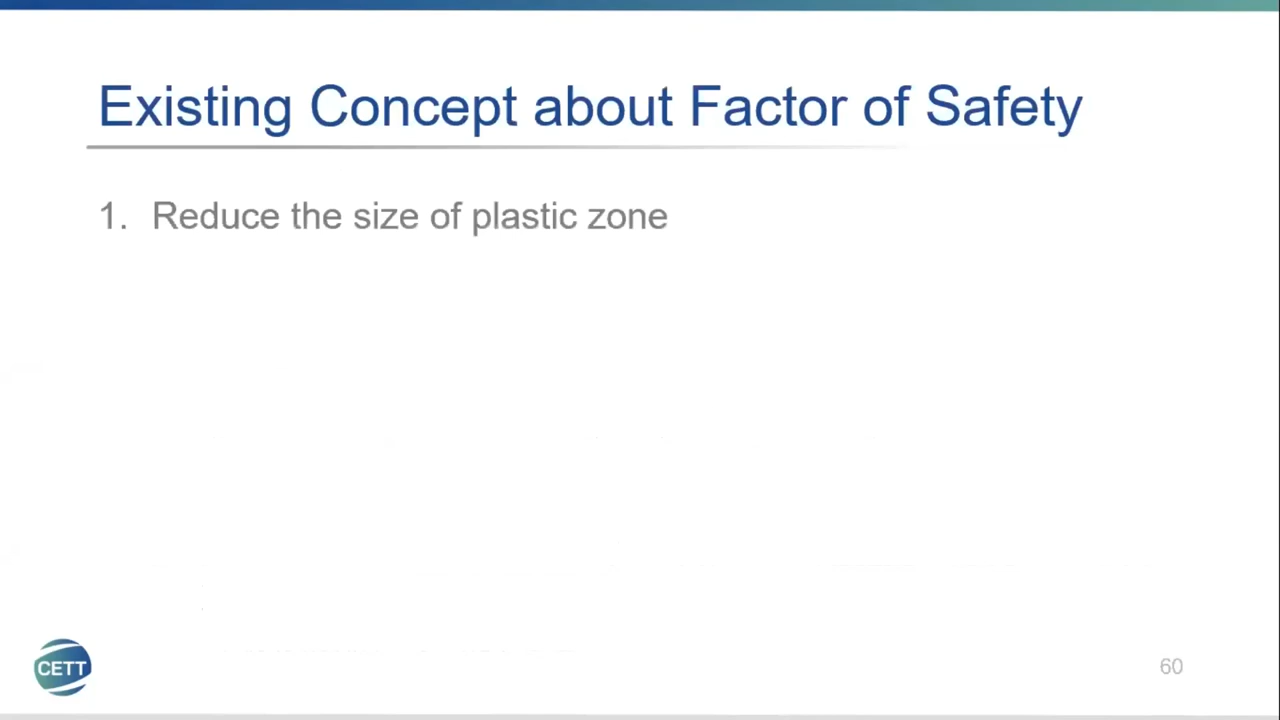 Existing Concept about Factor of Safety
1. Reduce the size of plastic zone
CETT
60